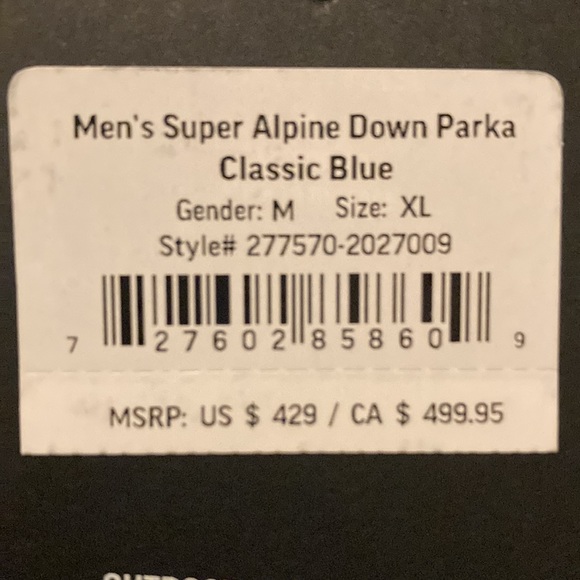 Men's Super Alpine Down Parka
Classic Blue
Gender: M Size: XL
Style# 277570-2027009
7 27602 85860 9
MSRP: US $ 429 / CA $ 499.95